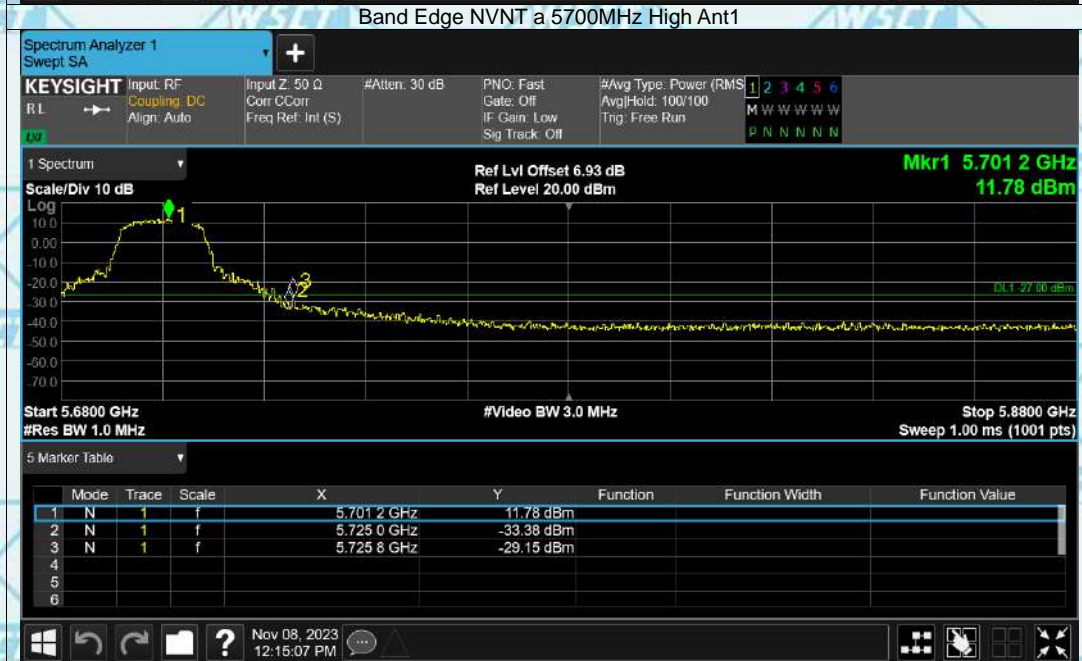 Band Edge NVNT a 5700MHz High Ant1
Spectrum Analyzer 1
Swept SA
+
KEYSIGHT
RL
LXI
Input: RF
Coupling: DC
Align: Auto
Input Z: 50 Ω
Corr CCorr
Freq Ref: Int (S)
#Atten: 30 dB
PNO: Fast
Gate: Off
IF Gain: Low
Sig Track: Off
#Avg Type: Power (RMS
Avg|Hold: 100/100
Trig: Free Run
1 2 3 4 5 6
M W W W W W
P N N N N N
1 Spectrum
Scale/Div 10 dB
Ref Lvl Offset 6.93 dB
Ref Level 20.00 dBm
Mkr1 5.701 2 GHz
11.78 dBm
Log
10.0
0.00
-10.0
-20.0
-30.0
-40.0
-50.0
-60.0
-70.0
1
3
2
DL1 -27.00 dBm
Start 5.6800 GHz
#Res BW 1.0 MHz
#Video BW 3.0 MHz
Stop 5.8800 GHz
Sweep 1.00 ms (1001 pts)
5 Marker Table
Mode Trace Scale X Y Function Function Width Function Value
1 N 1 f 5.701 2 GHz 11.78 dBm
2 N 1 f 5.725 0 GHz -33.38 dBm
3 N 1 f 5.725 8 GHz -29.15 dBm
4
5
6
?
Nov 08, 2023
12:15:07 PM